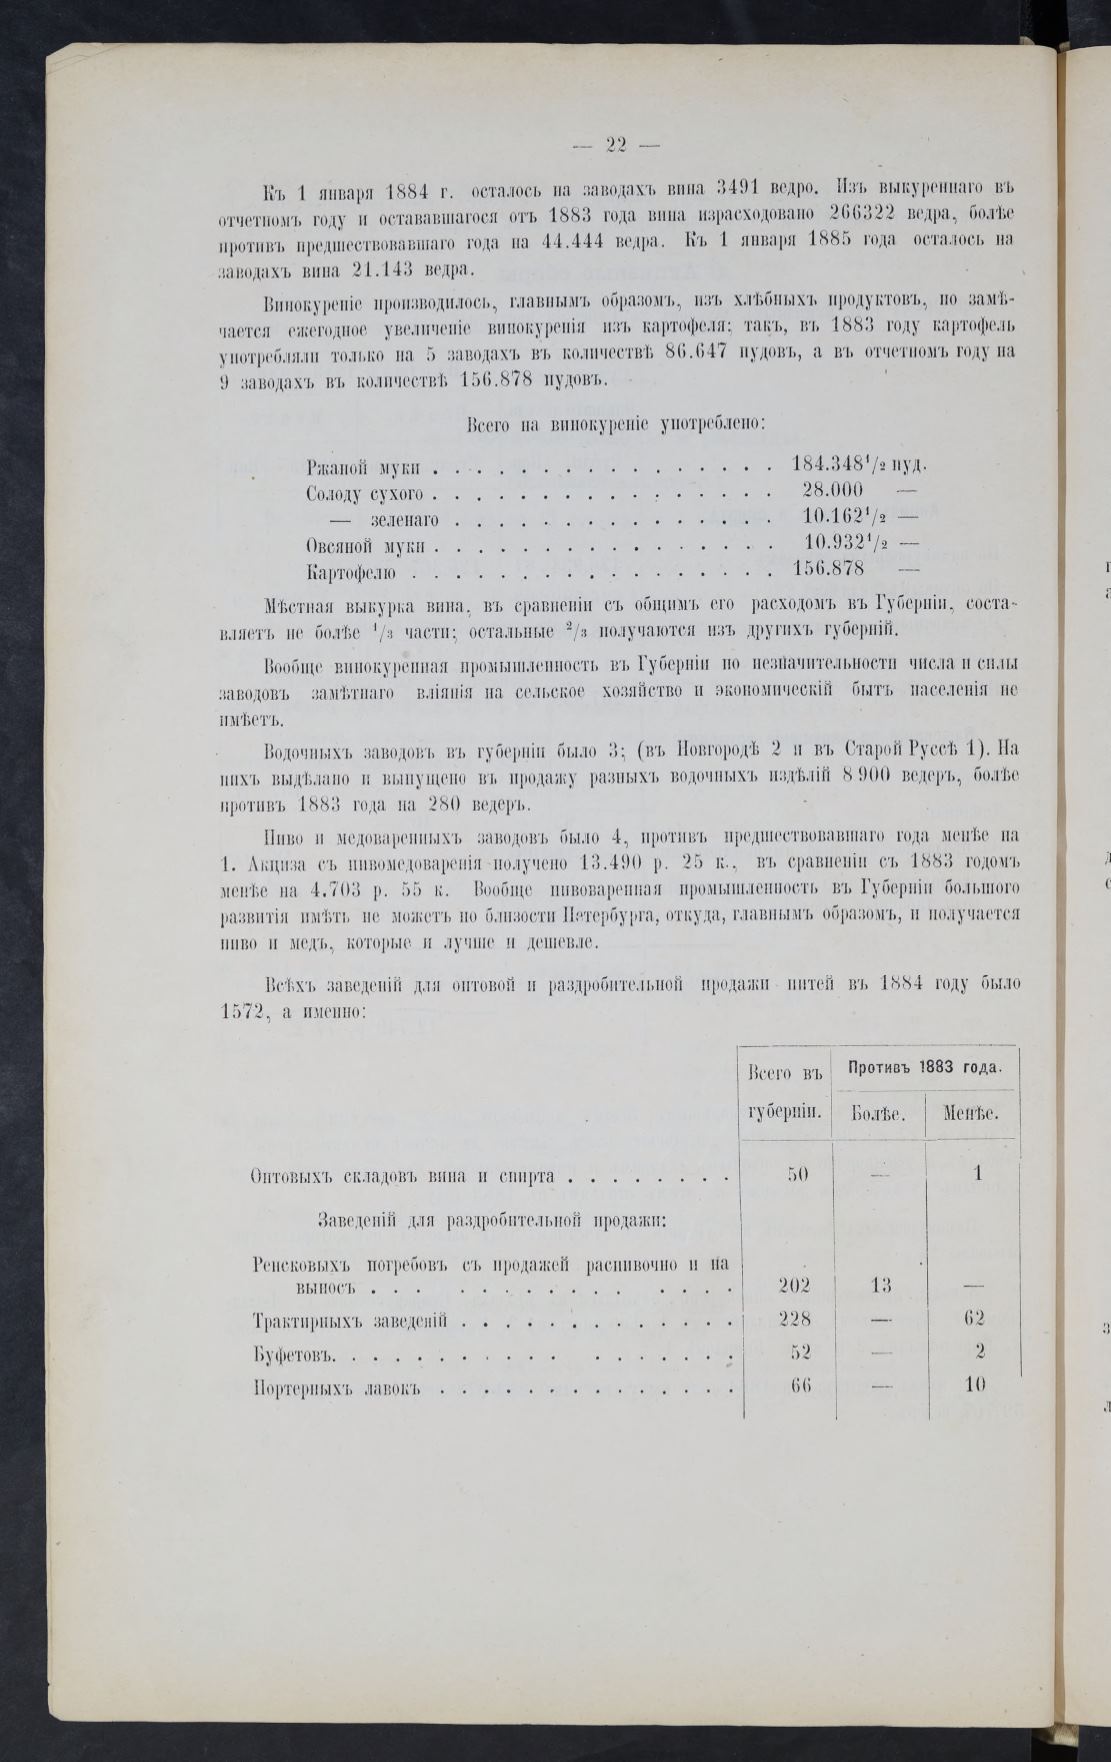 — 22 —
Къ 1 января 1884 г. осталось на заводахъ вина 3491 ведро. Изъ выкуреннаго въ
отчетномъ году и остававшагося отъ 1883 года вина израсходовано 266322 ведра, болѣе
противъ предшествовавшаго года на 44.444 ведра. Къ 1 января 1885 года осталось на
заводахъ вина 21.143 ведра.
Винокуреніе производилось, главнымъ образомъ, изъ хлѣбныхъ продуктовъ, но замѣ-
чается ежегодное увеличеніе винокуренія изъ картофеля; такъ, въ 1883 году картофель
употребляли только на 5 заводахъ въ количествѣ 86.647 пудовъ, а въ отчетномъ году на
9 заводахъ въ количествѣ 156.878 пудовъ.
Всего на винокуреніе употреблено:
Ржаной муки . . . . . . . . . . . . . . . . 184.348¹/₂ пуд.
Солоду сухого . . . . . . . . . . . . . . . . 28.000 —
— зеленаго . . . . . . . . . . . . . . . 10.162¹/₂ —
Овсяной муки . . . . . . . . . . . . . . . . 10.932¹/₂ —
Картофелю . . . . . . . . . . . . . . . . . 156.878 —
Мѣстная выкурка вина, въ сравненіи съ общимъ его расходомъ въ Губерніи, соста-
вляетъ не болѣе ¹/₃ части; остальные ²/₃ получаются изъ другихъ губерній.
Вообще винокуренная промышленность въ Губерніи по незначительности числа и силы
заводовъ замѣтнаго вліянія на сельское хозяйство и экономическій бытъ населенія не
имѣетъ.
Водочныхъ заводовъ въ губерніи было 3; (въ Новгородѣ 2 и въ Старой Руссѣ 1). На
нихъ выдѣлано и выпущено въ продажу разныхъ водочныхъ издѣлій 8 900 ведеръ, болѣе
противъ 1883 года на 280 ведеръ.
Пиво и медоваренныхъ заводовъ было 4, противъ предшествовавшаго года менѣе на
1. Акциза съ пивомедоваренія получено 13.490 р. 25 к., въ сравненіи съ 1883 годомъ
менѣе на 4.703 р. 55 к. Вообще пивоваренная промышленность въ Губерніи большого
развитія имѣть не можетъ по близости Петербурга, откуда, главнымъ образомъ, и получается
пиво и медъ, которые и лучше и дешевле.
Всѣхъ заведеній для оптовой и раздробительной продажи питей въ 1884 году было
1572, а именно:
Всего въ губерніи. Противъ 1883 года.
Болѣе. Менѣе.
Оптовыхъ складовъ вина и спирта . . . . . . . . 50 — 1
Заведеній для раздробительной продажи:
Ренсковыхъ погребовъ съ продажей распивочно и на
выносъ . . . . . . . . . . . . . . . . 202 13 —
Трактирныхъ заведеній . . . . . . . . . . . . . 228 — 62
Буфетовъ. . . . . . . . . . . . . . . . . . 52 — 2
Портерныхъ лавокъ . . . . . . . . . . . . . . 66 — 10